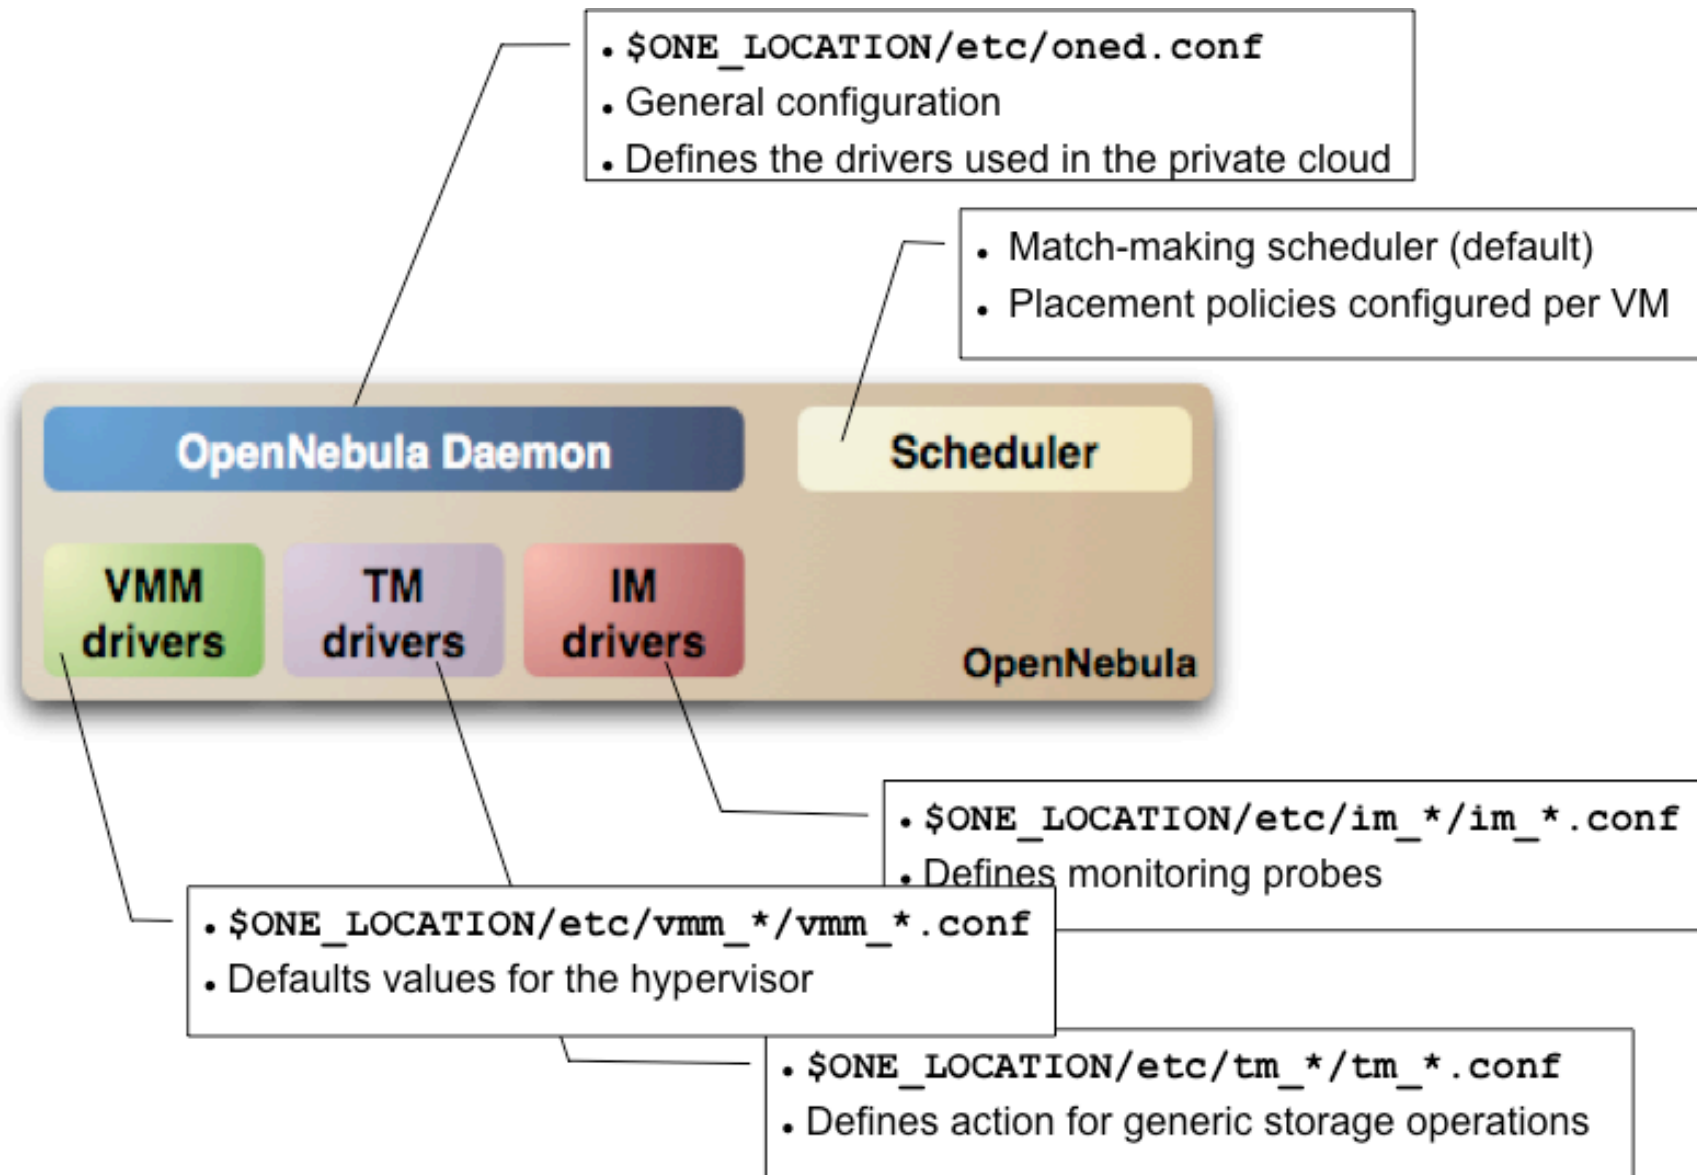 • $ONE_LOCATION/etc/oned.conf
• General configuration
• Defines the drivers used in the private cloud
• Match-making scheduler (default)
• Placement policies configured per VM
OpenNebula Daemon
Scheduler
VMM
drivers
TM
drivers
IM
drivers
OpenNebula
• $ONE_LOCATION/etc/im_*/im_*.conf
• Defines monitoring probes
• $ONE_LOCATION/etc/vmm_*/vmm_*.conf
• Defaults values for the hypervisor
• $ONE_LOCATION/etc/tm_*/tm_*.conf
• Defines action for generic storage operations